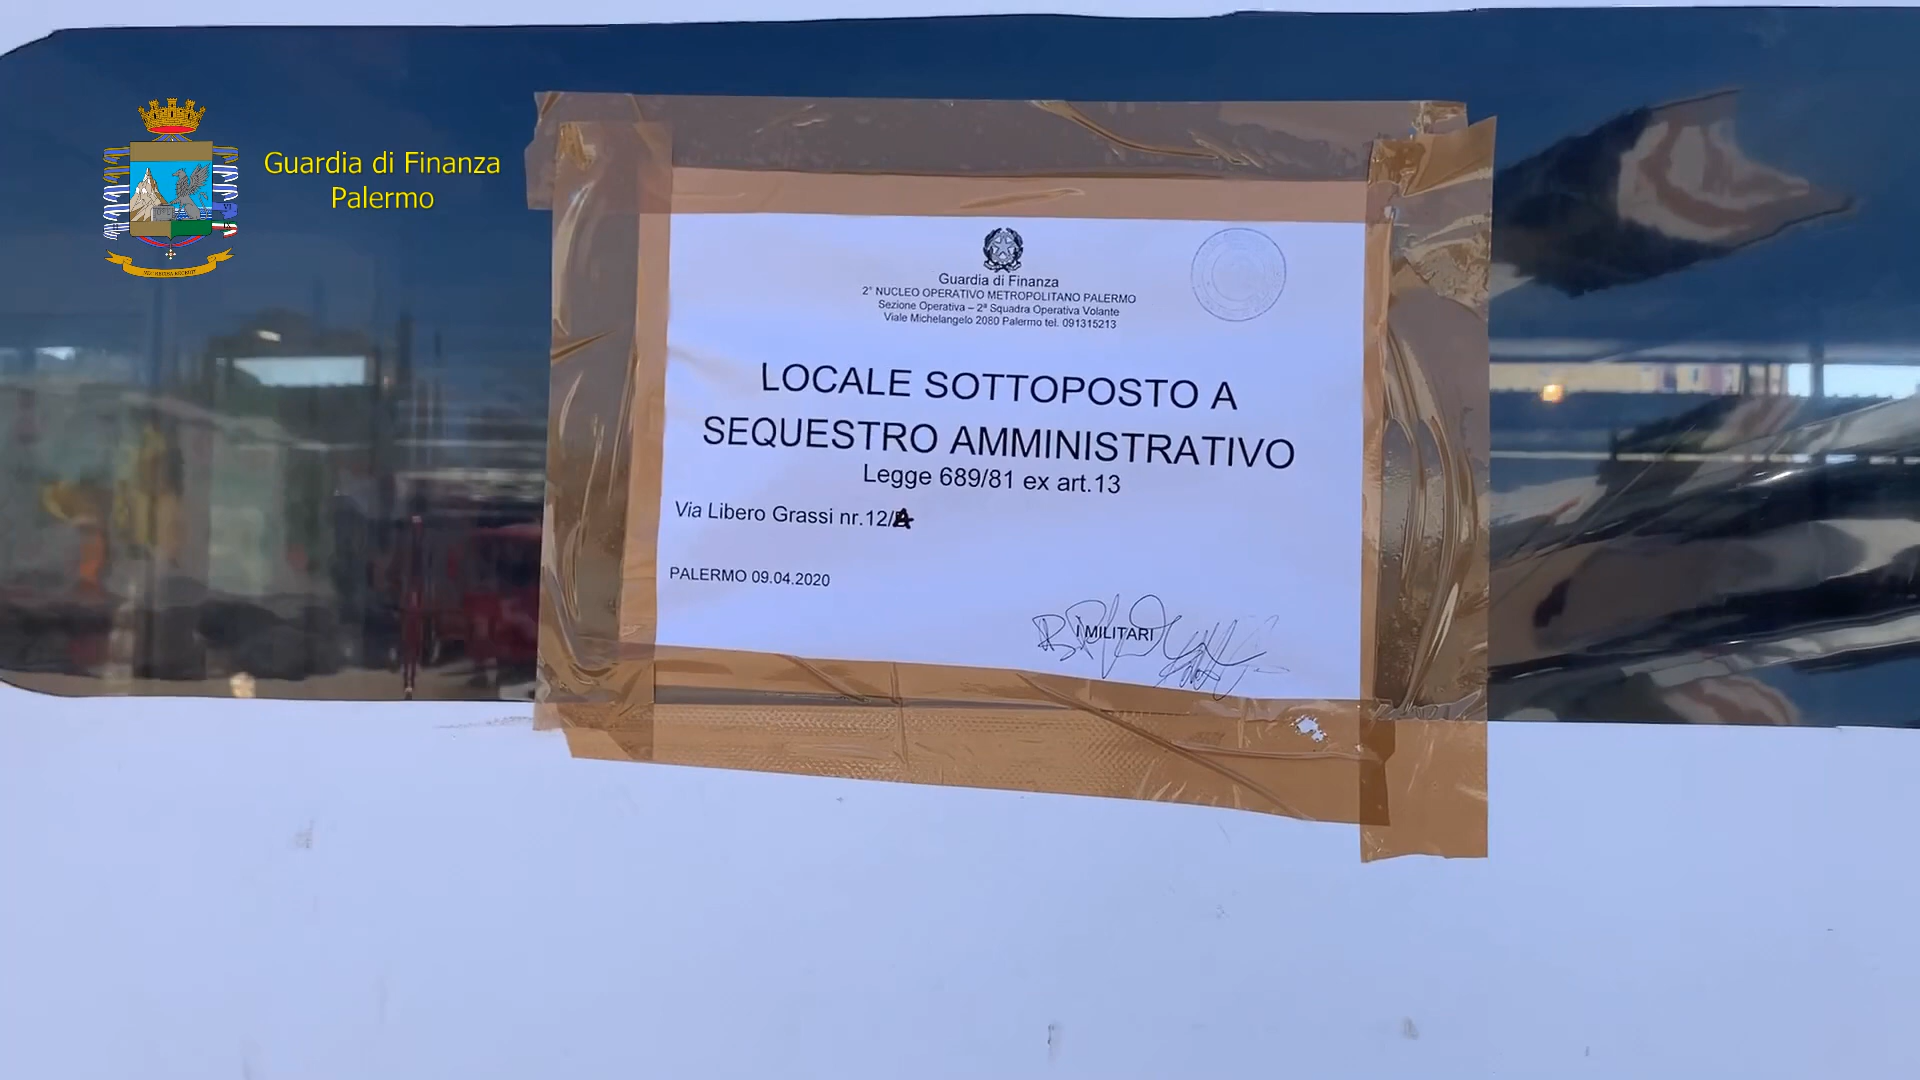 Guardia di Finanza
Palermo
Guardia di Finanza
2° NUCLEO OPERATIVO METROPOLITANO PALERMO
Sezione Operativa – 2ª Squadra Operativa Volante
Viale Michelangelo 2080 Palermo tel. 091315213
LOCALE SOTTOPOSTO A
SEQUESTRO AMMINISTRATIVO
Legge 689/81 ex art.13
Via Libero Grassi nr.12/A
PALERMO 09.04.2020
I MILITARI